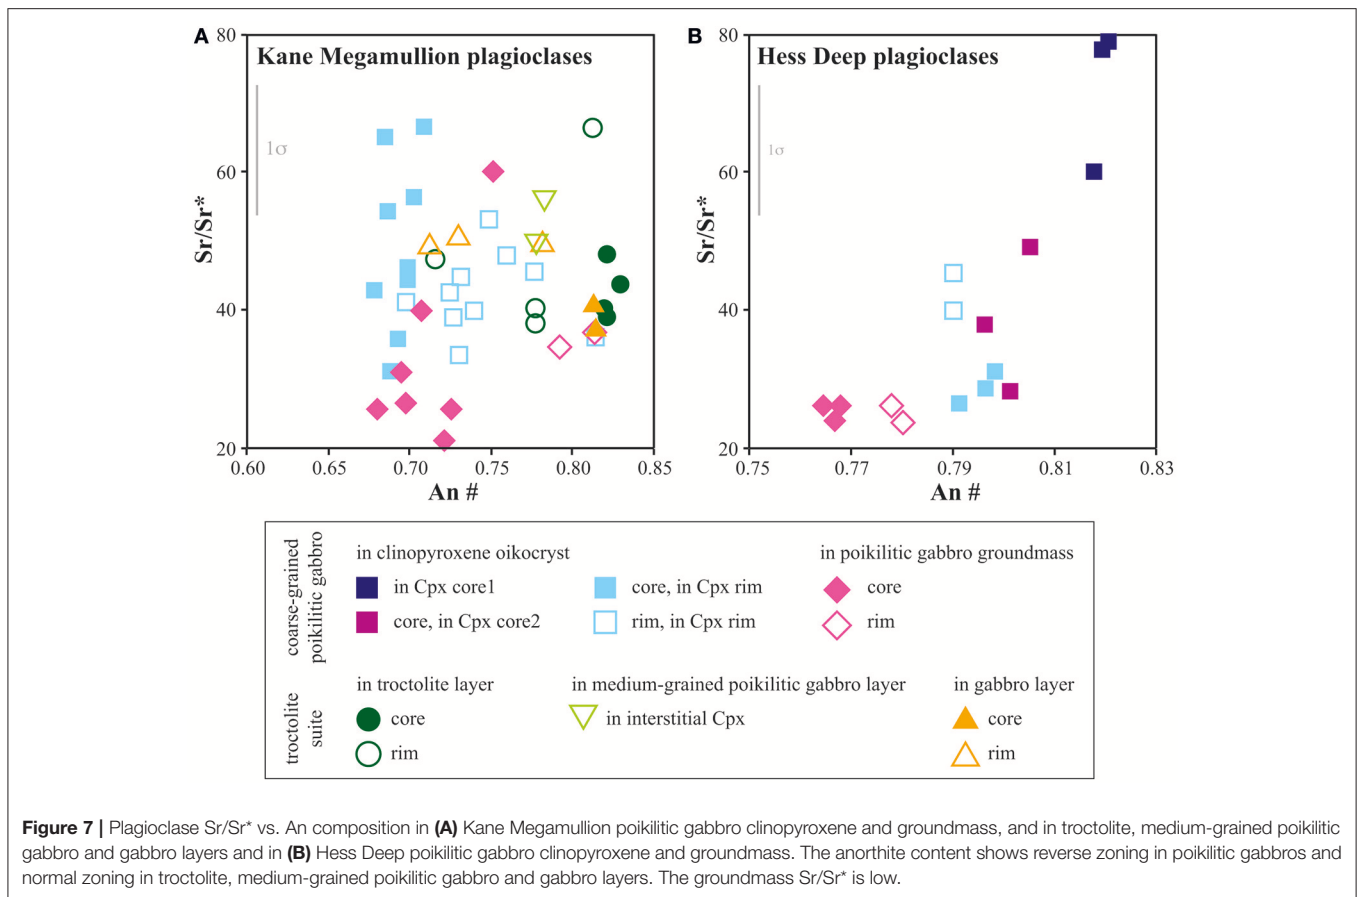 A
Kane Megamullion plagioclases
80
60
40
20
Sr/Sr*
1σ
0.60 0.65 0.70 0.75 0.80 0.85
An #
B
Hess Deep plagioclases
80
60
40
20
Sr/Sr*
1σ
0.75 0.77 0.79 0.81 0.83
An #
coarse-grained
poikilitic gabbro
in clinopyroxene oikocryst
in Cpx core1
core, in Cpx core2
core, in Cpx rim
rim, in Cpx rim
in poikilitic gabbro groundmass
core
rim
troctolite
suite
in troctolite layer
core
rim
in medium-grained poikilitic gabbro layer
in interstitial Cpx
in gabbro layer
core
rim
Figure 7 | Plagioclase Sr/Sr* vs. An composition in (A) Kane Megamullion poikilitic gabbro clinopyroxene and groundmass, and in troctolite, medium-grained poikilitic
gabbro and gabbro layers and in (B) Hess Deep poikilitic gabbro clinopyroxene and groundmass. The anorthite content shows reverse zoning in poikilitic gabbros and
normal zoning in troctolite, medium-grained poikilitic gabbro and gabbro layers. The groundmass Sr/Sr* is low.